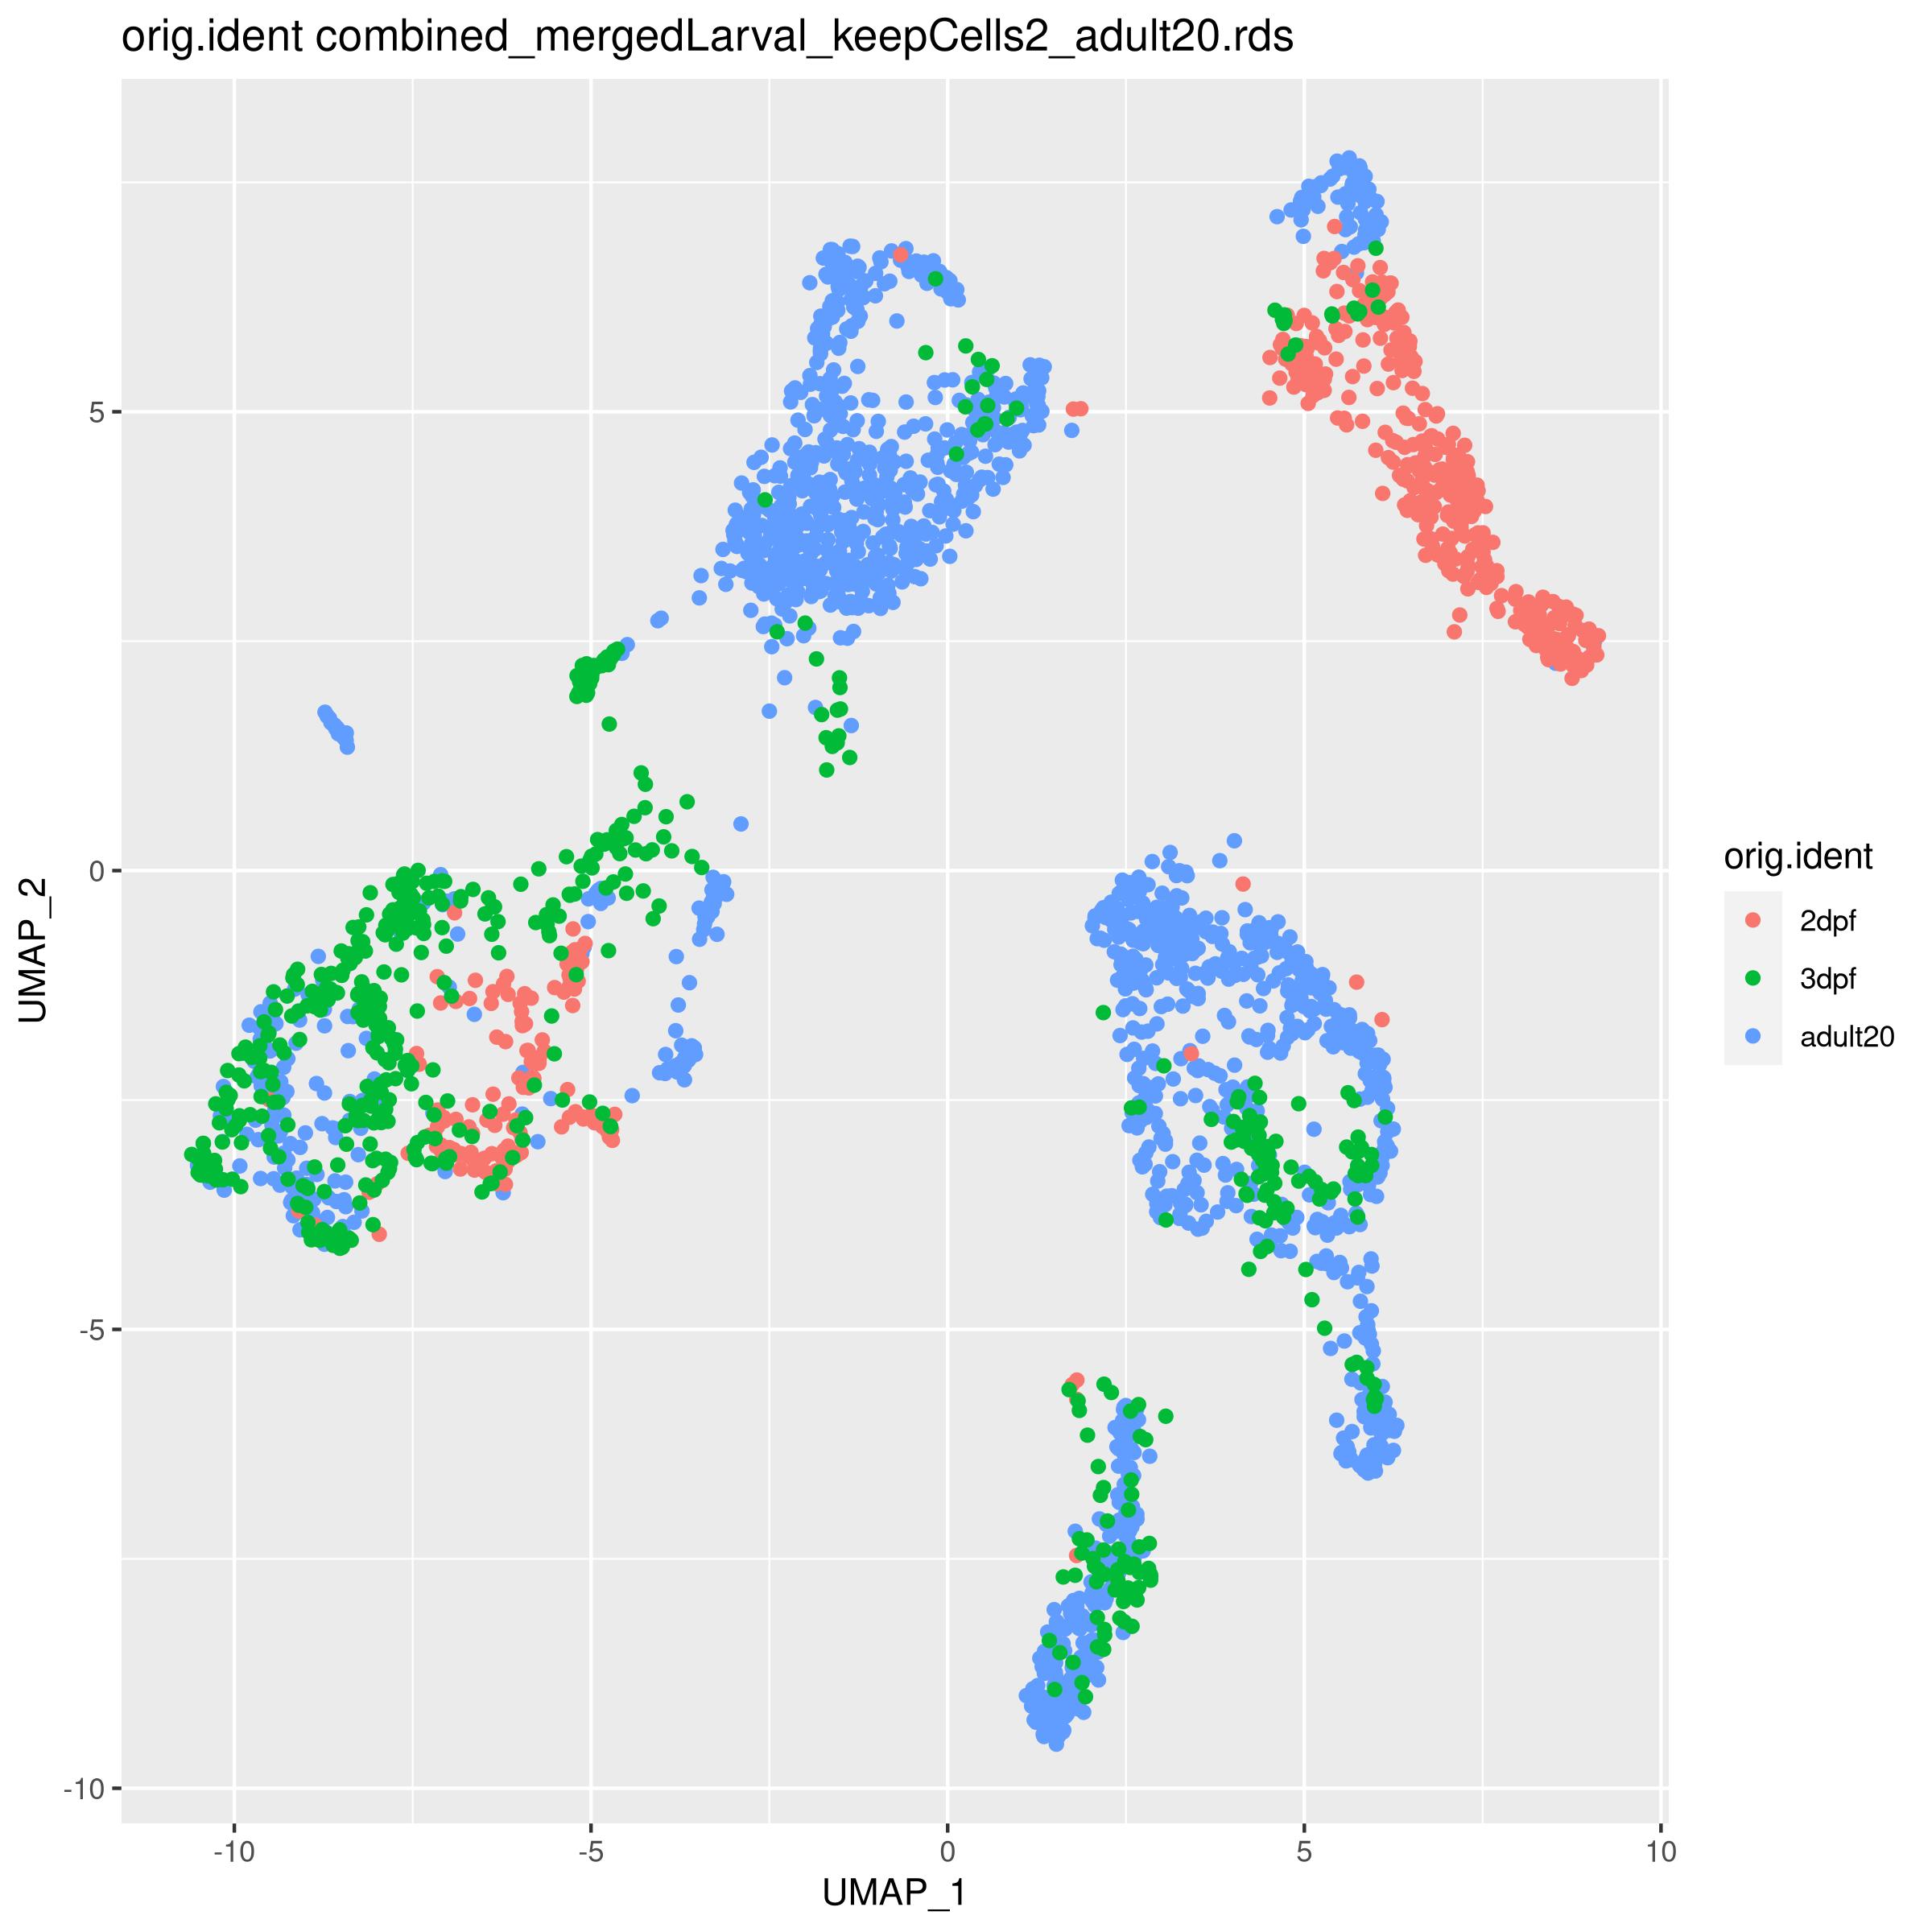 orig.ident combined_mergedLarval_keepCells2_adult20.rds
5
0
-5
-10
UMAP_2
-10 -5 0 5 10
UMAP_1
orig.ident
2dpf
3dpf
adult20